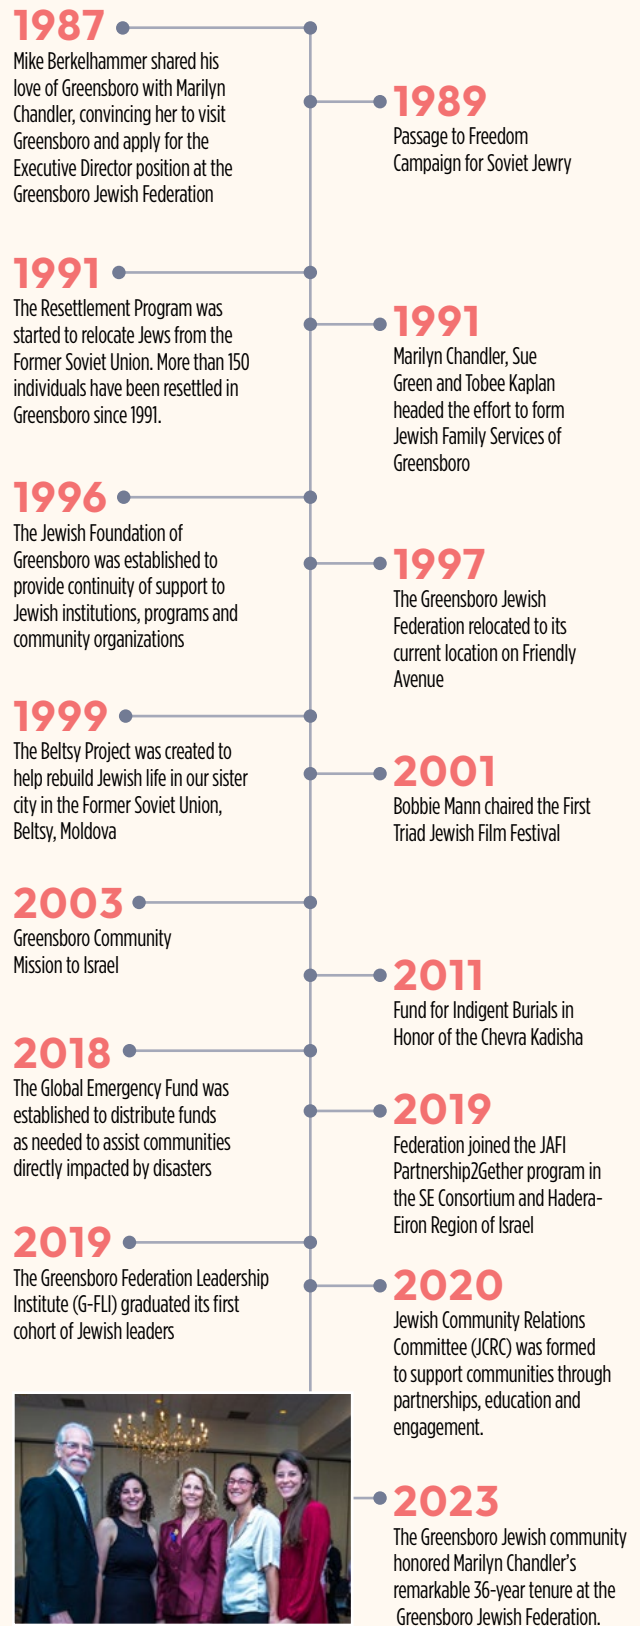 1987
Mike Berkelhammer shared his
love of Greensboro with Marilyn
Chandler, convincing her to visit
Greensboro and apply for the
Executive Director position at the
Greensboro Jewish Federation
1989
Passage to Freedom
Campaign for Soviet Jewry
1991
The Resettlement Program was
started to relocate Jews from the
Former Soviet Union. More than 150
individuals have been resettled in
Greensboro since 1991.
1991
Marilyn Chandler, Sue
Green and Tobee Kaplan
headed the effort to form
Jewish Family Services of
Greensboro
1996
The Jewish Foundation of
Greensboro was established to
provide continuity of support to
Jewish institutions, programs and
community organizations
1997
The Greensboro Jewish
Federation relocated to its
current location on Friendly
Avenue
1999
The Beltsy Project was created to
help rebuild Jewish life in our sister
city in the Former Soviet Union,
Beltsy, Moldova
2001
Bobbie Mann chaired the First
Triad Jewish Film Festival
2003
Greensboro Community
Mission to Israel
2011
Fund for Indigent Burials in
Honor of the Chevra Kadisha
2018
The Global Emergency Fund was
established to distribute funds
as needed to assist communities
directly impacted by disasters
2019
Federation joined the JAFI
Partnership2Gether program in
the SE Consortium and Hadera-
Eiron Region of Israel
2019
The Greensboro Federation Leadership
Institute (G-FLI) graduated its first
cohort of Jewish leaders
2020
Jewish Community Relations
Committee (JCRC) was formed
to support communities through
partnerships, education and
engagement.
2023
The Greensboro Jewish community
honored Marilyn Chandler's
remarkable 36-year tenure at the
Greensboro Jewish Federation.